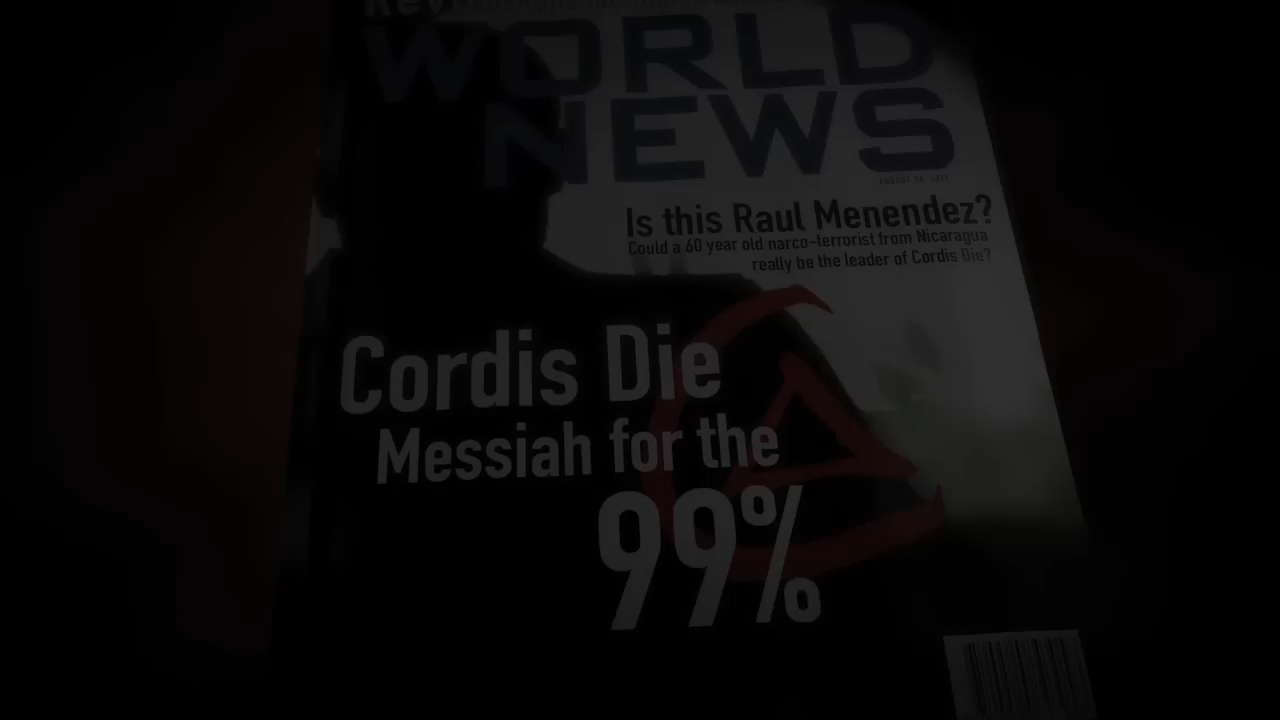 WORLD
NEWS
Is this Raul Menendez?
Could a 60 year old narco-terrorist from Nicaragua
really be the leader of Cordis Die?
Cordis Die
Messiah for the
99%